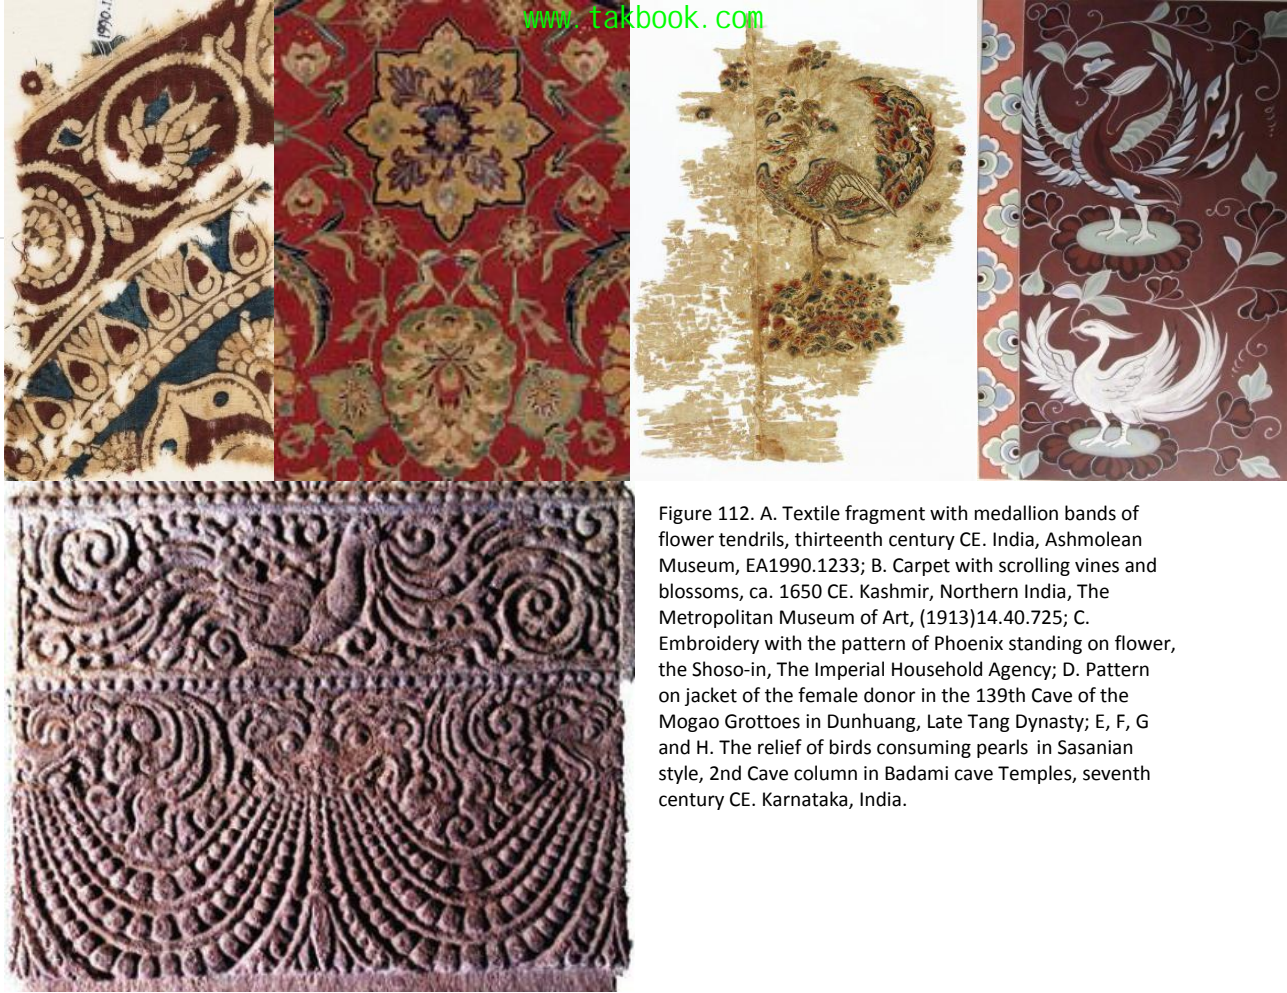 www.takbook.com
1990.1
Figure 112. A. Textile fragment with medallion bands of
flower tendrils, thirteenth century CE. India, Ashmolean
Museum, EA1990.1233; B. Carpet with scrolling vines and
blossoms, ca. 1650 CE. Kashmir, Northern India, The
Metropolitan Museum of Art, (1913)14.40.725; C.
Embroidery with the pattern of Phoenix standing on flower,
the Shoso-in, The Imperial Household Agency; D. Pattern
on jacket of the female donor in the 139th Cave of the
Mogao Grottoes in Dunhuang, Late Tang Dynasty; E, F, G
and H. The relief of birds consuming pearls in Sasanian
style, 2nd Cave column in Badami cave Temples, seventh
century CE. Karnataka, India.